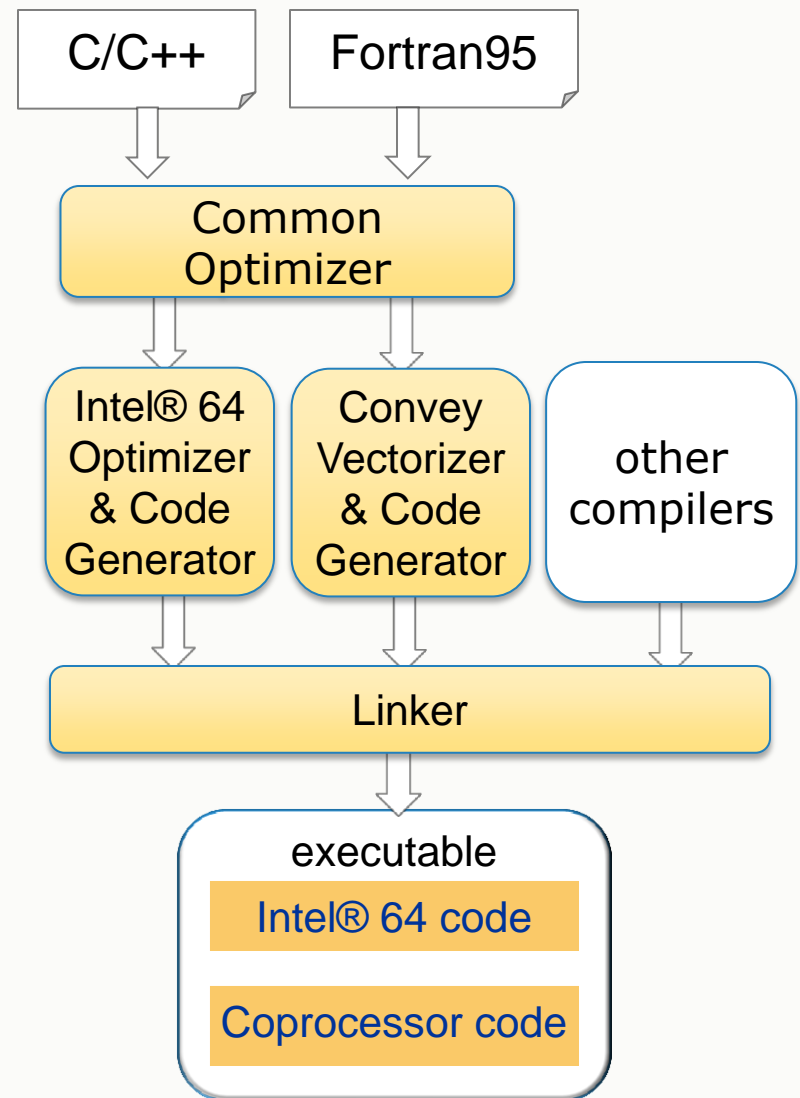 C/C++
Fortran95
Common
Optimizer
Intel® 64
Optimizer
& Code
Generator
Convey
Vectorizer
& Code
Generator
other
compilers
Linker
executable
Intel® 64 code
Coprocessor code